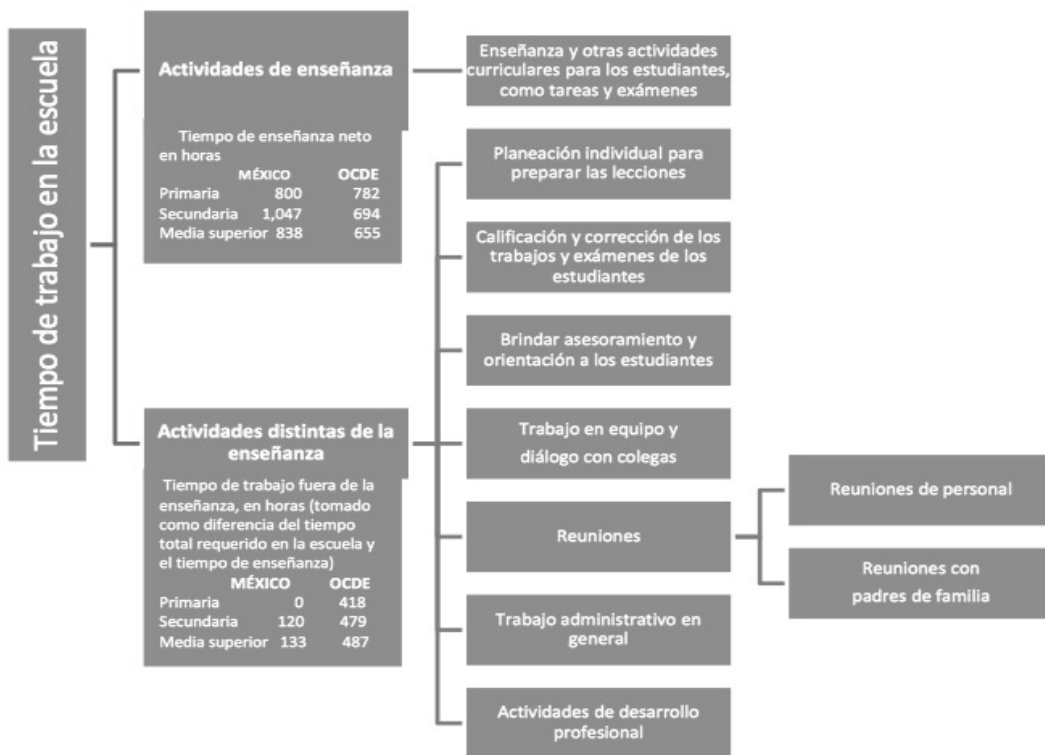 Tiempo de trabajo en la escuela
Actividades de enseñanza
Tiempo de enseñanza neto
en horas
MÉXICO OCDE
Primaria 800 782
Secundaria 1,047 694
Media superior 838 655
Enseñanza y otras actividades
curriculares para los estudiantes,
como tareas y exámenes
Actividades distintas de la
enseñanza
Tiempo de trabajo fuera de la
enseñanza, en horas (tomado
como diferencia del tiempo
total requerido en la escuela y
el tiempo de enseñanza)
MÉXICO OCDE
Primaria 0 418
Secundaria 120 479
Media superior 133 487
Planeación individual para
preparar las lecciones
Calificación y corrección de los
trabajos y exámenes de los
estudiantes
Brindar asesoramiento y
orientación a los estudiantes
Trabajo en equipo y
diálogo con colegas
Reuniones
Reuniones de personal
Reuniones con
padres de familia
Trabajo administrativo en
general
Actividades de desarrollo
profesional